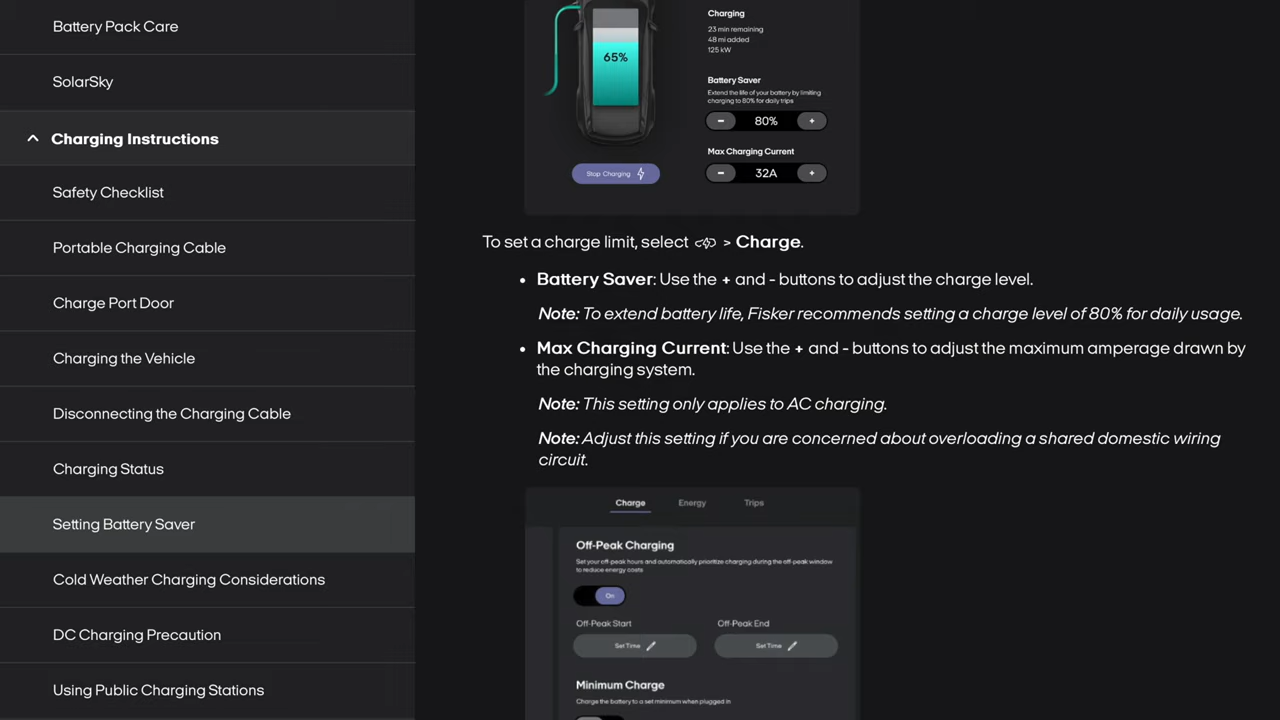 Battery Pack Care
SolarSky
Charging Instructions
Safety Checklist
Portable Charging Cable
Charge Port Door
Charging the Vehicle
Disconnecting the Charging Cable
Charging Status
Setting Battery Saver
Cold Weather Charging Considerations
DC Charging Precaution
Using Public Charging Stations
65%
Stop Charging
Charging
23 min remaining
48 mi added
125 kW
Battery Saver
Extend the life of your battery by limiting
charging to 80% for daily trips
- 80% +
Max Charging Current
- 32A +
To set a charge limit, select > Charge.
• Battery Saver: Use the + and - buttons to adjust the charge level.
Note: To extend battery life, Fisker recommends setting a charge level of 80% for daily usage.
• Max Charging Current: Use the + and - buttons to adjust the maximum amperage drawn by
the charging system.
Note: This setting only applies to AC charging.
Note: Adjust this setting if you are concerned about overloading a shared domestic wiring
circuit.
Charge Energy Trips
Off-Peak Charging
Set your off-peak hours and automatically prioritize charging during the off-peak window
to reduce energy costs
On
Off-Peak Start Off-Peak End
Set Time Set Time
Minimum Charge
Charge the battery to a set minimum when plugged in